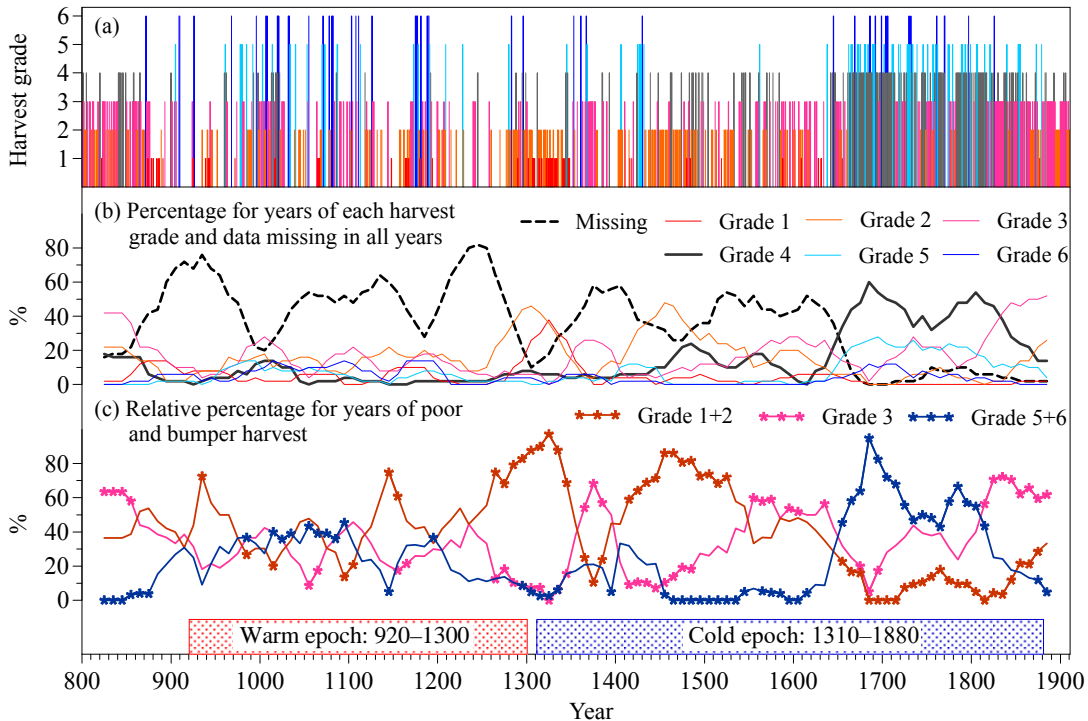 (a)
Harvest grade
6
5
4
3
2
1
(b) Percentage for years of each harvest
grade and data missing in all years
Missing
Grade 1
Grade 2
Grade 3
Grade 4
Grade 5
Grade 6
%
80
60
40
20
0
(c) Relative percentage for years of poor
and bumper harvest
Grade 1+2
Grade 3
Grade 5+6
%
80
60
40
20
0
Warm epoch: 920–1300
Cold epoch: 1310–1880
800 900 1000 1100 1200 1300 1400 1500 1600 1700 1800 1900
Year